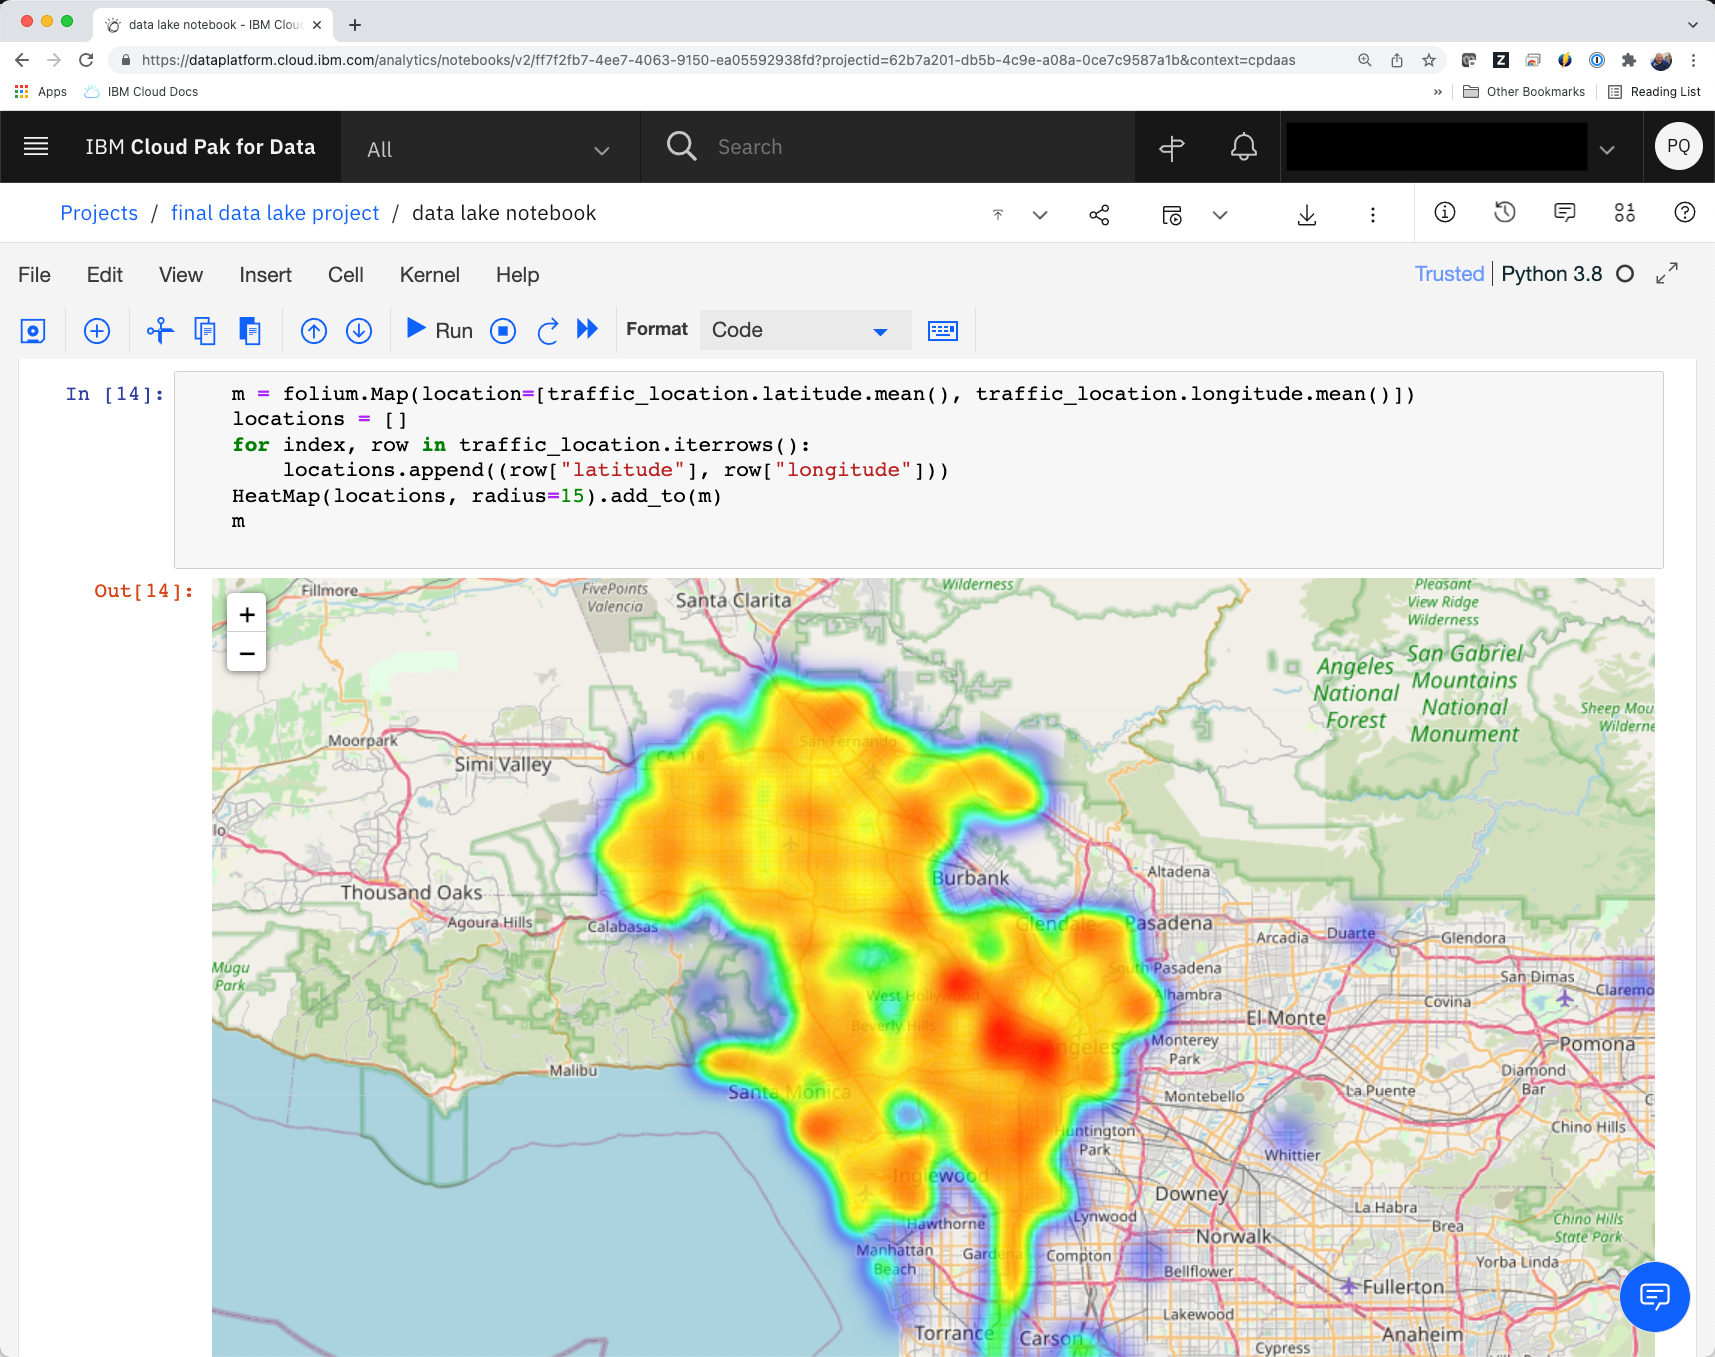 data lake notebook - IBM Clou
https://dataplatform.cloud.ibm.com/analytics/notebooks/v2/ff7f2fb7-4ee7-4063-9150-ea05592938fd?projectid=62b7a201-db5b-4c9e-a08a-0ce7c9587a1b&context=cpdaas
Apps IBM Cloud Docs » Other Bookmarks Reading List
IBM Cloud Pak for Data All Search PQ
Projects / final data lake project / data lake notebook
File Edit View Insert Cell Kernel Help Trusted Python 3.8
Run Format Code
In [14]:
m = folium.Map(location=[traffic_location.latitude.mean(), traffic_location.longitude.mean()])
locations = []
for index, row in traffic_location.iterrows():
locations.append((row["latitude"], row["longitude"]))
HeatMap(locations, radius=15).add_to(m)
m
Out[14]:
+
−
Fillmore
FivePoints
Valencia
Santa Clarita
Wilderness
Pleasant
View Ridge
Wilderness
Angeles
National
Forest
San Gabriel
Mountains
National
Monument
Sheep Mou
Wilderne
Moorpark
Simi Valley
CA 118
San Fernando
lo
Thousand Oaks
Agoura Hills
Calabasas
Burbank
Altadena
Glendale
Pasadena
Arcadia
Duarte
Glendora
Mugu
Park
South Pasadena
San Dimas
Claremo
West Hollywood
Alhambra
Covina
Beverly Hills
El Monte
Los Angeles
Monterey
Park
Pomona
Malibu
Diamond
Bar
Santa Monica
Montebello
La Puente
C
Huntington
Park
Chino Hills
Whittier
Inglewood
Downey
La Habra
Hawthorne
Lynwood
Norwalk
Brea
Chino Hills
State Park
Manhattan
Beach
Gardena
Compton
Bellflower
Yorba Linda
Fullerton
Lakewood
Torrance
Carson
Anaheim
Cypress